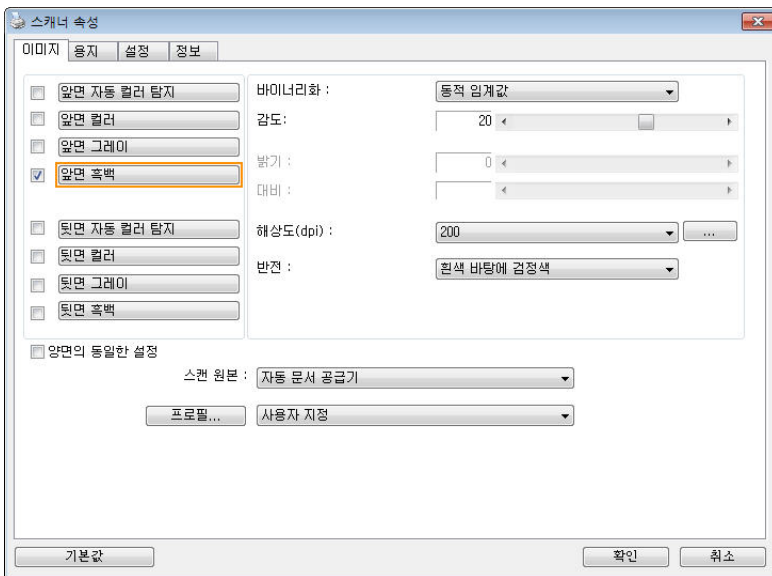 스캐너 속성
이미지 용지 설정 정보
앞면 자동 컬러 탐지
앞면 컬러
앞면 그레이
앞면 흑백
뒷면 자동 컬러 탐지
뒷면 컬러
뒷면 그레이
뒷면 흑백
바이너리화 : 동적 임계값
감도: 20
밝기 : 0
대비 :
해상도(dpi) : 200 ...
반전 : 흰색 바탕에 검정색
양면의 동일한 설정
스캔 원본 : 자동 문서 공급기
프로필... 사용자 지정
기본값 확인 취소